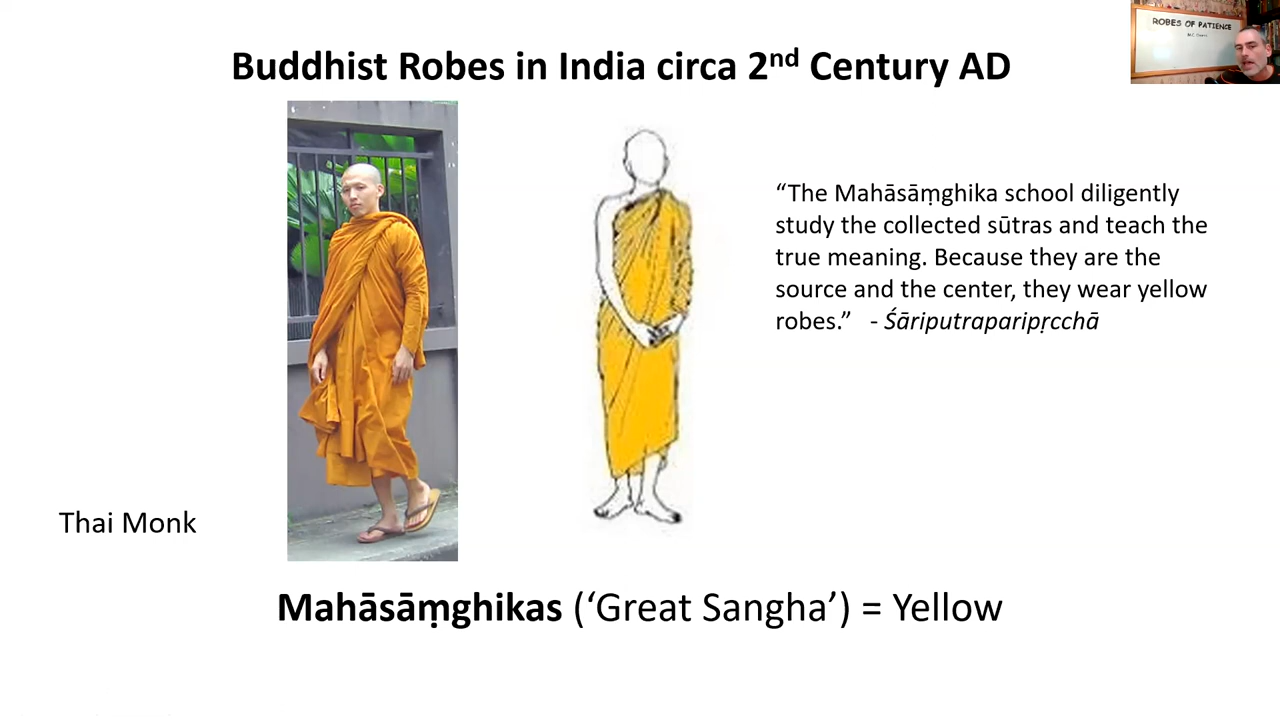 Buddhist Robes in India circa 2nd Century AD
ROBES OF PATIENCE
“The Mahāsāṃghika school diligently
study the collected sūtras and teach the
true meaning. Because they are the
source and the center, they wear yellow
robes.” - Śāriputraparipṛcchā
Thai Monk
Mahāsāṃghikas (‘Great Sangha’) = Yellow